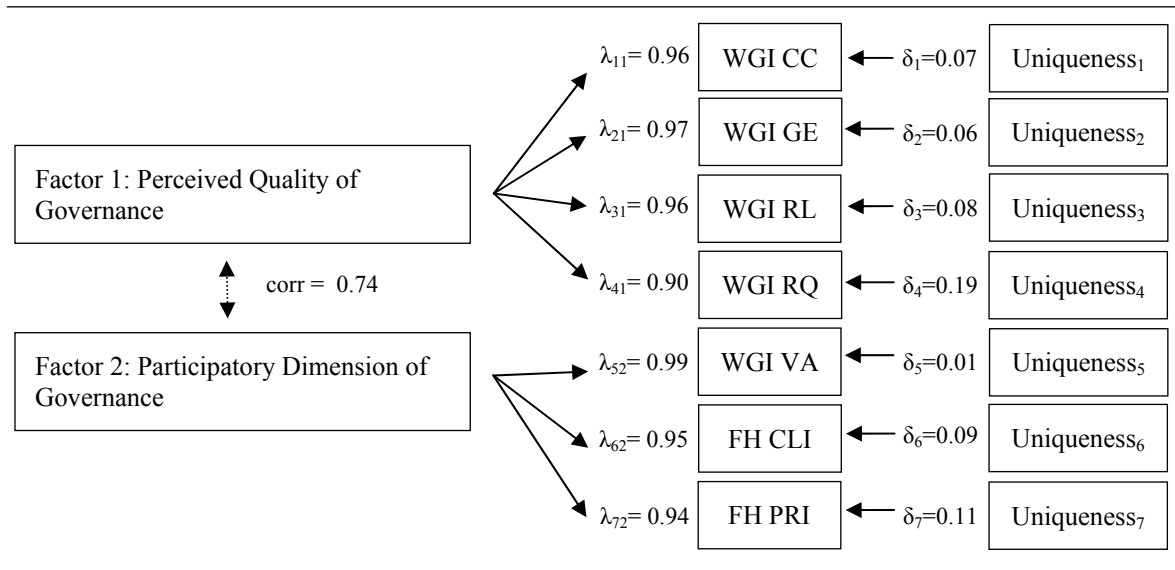 λ₁₁= 0.96 WGI CC δ₁=0.07 Uniqueness₁
λ₂₁= 0.97 WGI GE δ₂=0.06 Uniqueness₂
Factor 1: Perceived Quality of
Governance
λ₃₁= 0.96 WGI RL δ₃=0.08 Uniqueness₃
λ₄₁= 0.90 WGI RQ δ₄=0.19 Uniqueness₄
corr = 0.74
Factor 2: Participatory Dimension of
Governance
λ₅₂= 0.99 WGI VA δ₅=0.01 Uniqueness₅
λ₆₂= 0.95 FH CLI δ₆=0.09 Uniqueness₆
λ₇₂= 0.94 FH PRI δ₇=0.11 Uniqueness₇